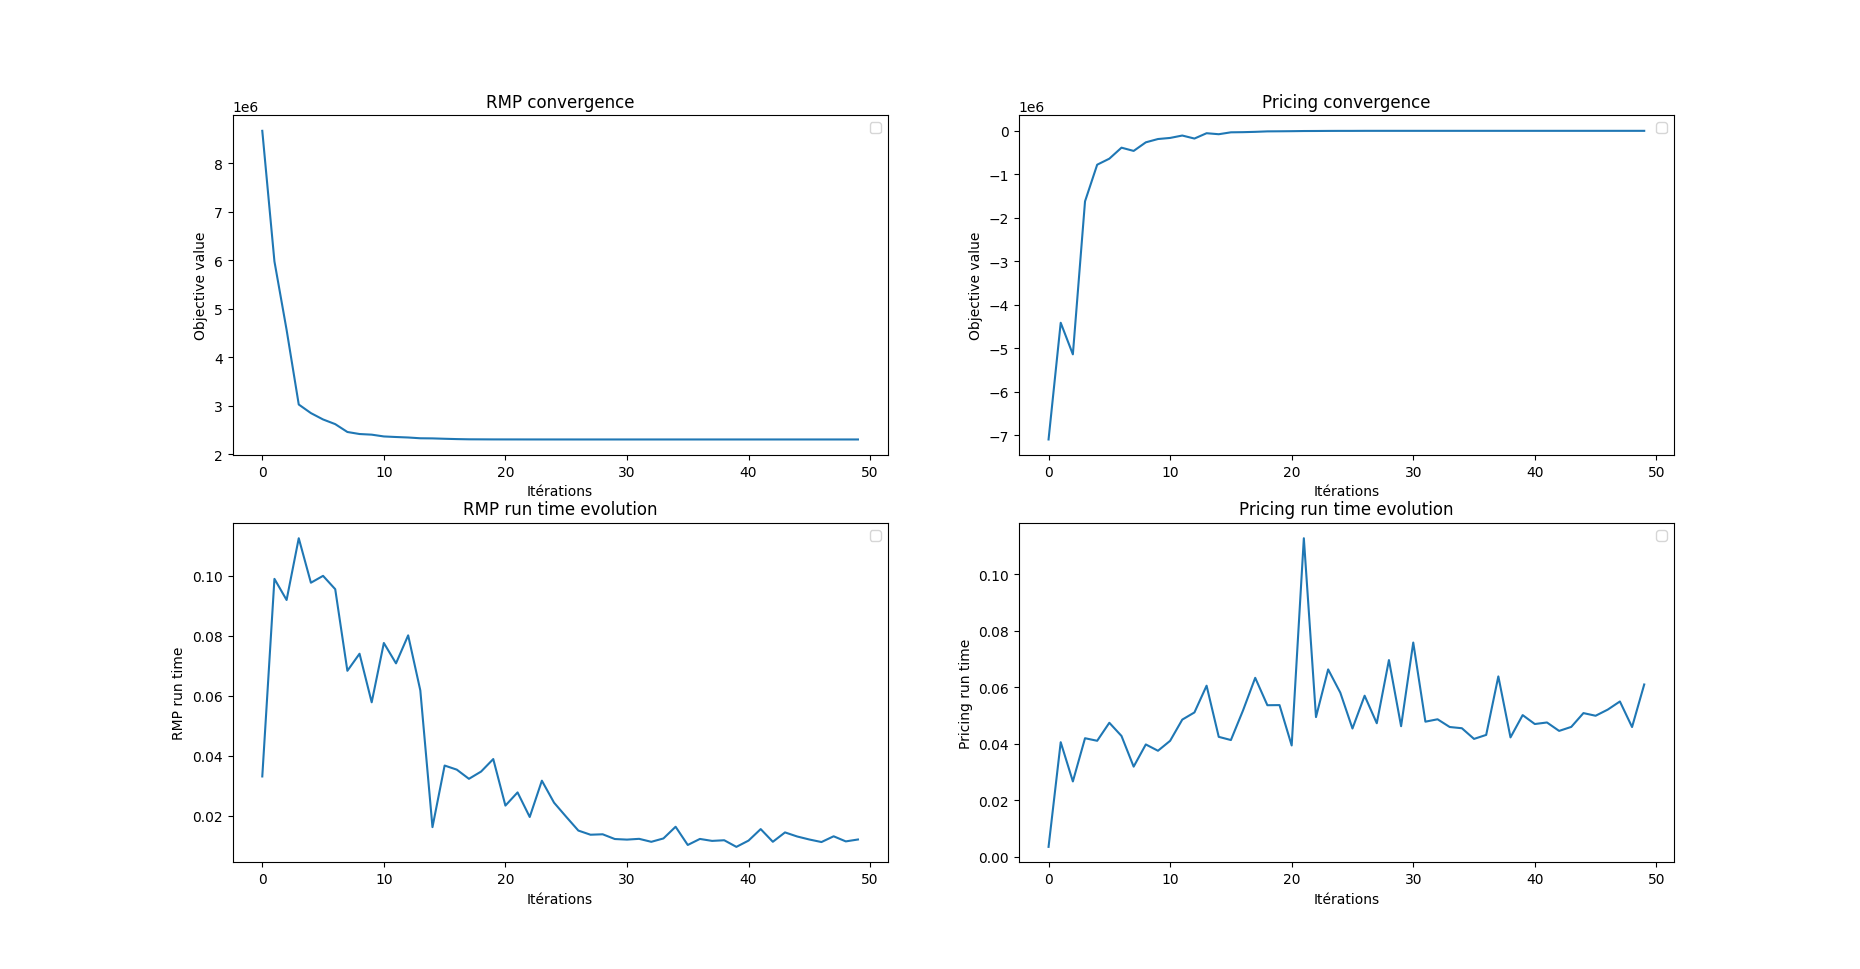 RMP convergence
1e6
Objective value
8
7
6
5
4
3
2
0 10 20 30 40 50
Itérations
Pricing convergence
1e6
Objective value
0
−1
−2
−3
−4
−5
−6
−7
0 10 20 30 40 50
Itérations
RMP run time evolution
RMP run time
0.10
0.08
0.06
0.04
0.02
0 10 20 30 40 50
Itérations
Pricing run time evolution
Pricing run time
0.10
0.08
0.06
0.04
0.02
0.00
0 10 20 30 40 50
Itérations